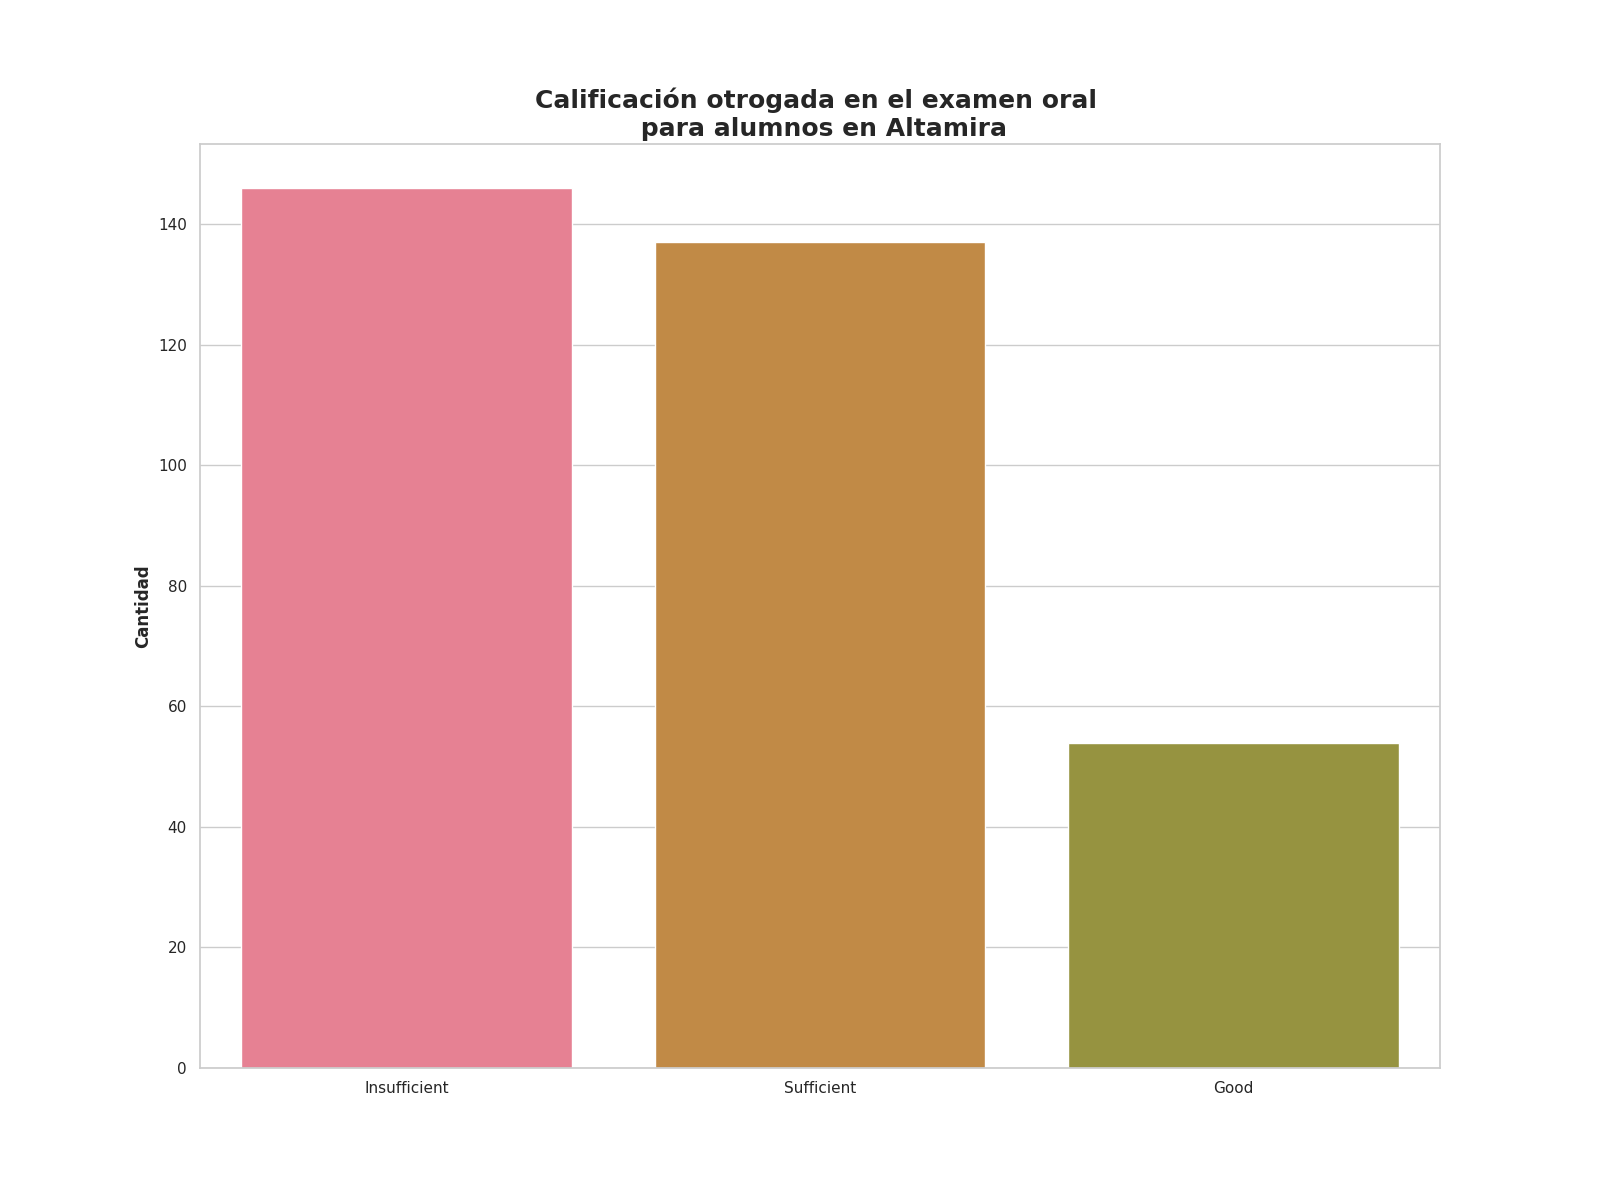 Calificación otrogada en el examen oral
para alumnos en Altamira
140
120
100
80
60
40
20
0
Cantidad
Insufficient
Sufficient
Good